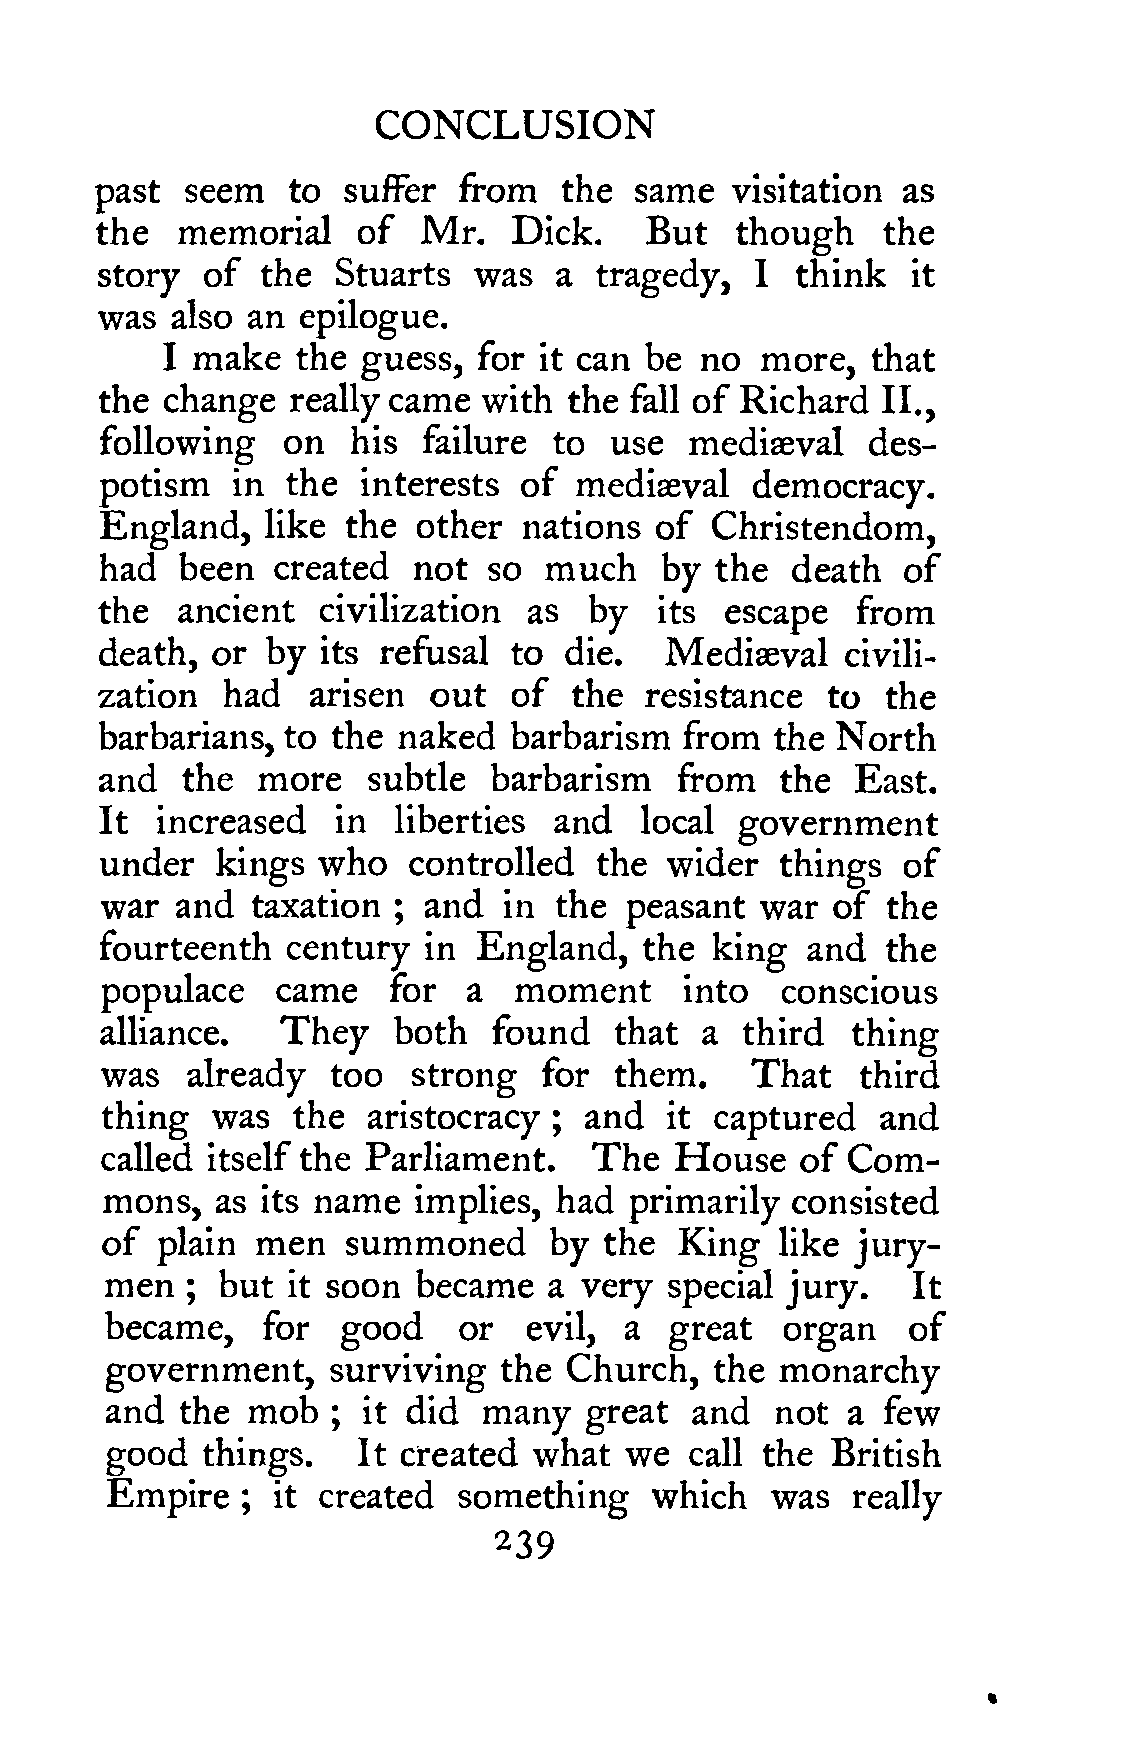 CONCLUSION
past seem to suffer from the same visitation as
the memorial of Mr. Dick. But though the
story of the Stuarts was a tragedy, I think it
was also an epilogue.
I make the guess, for it can be no more, that
the change really came with the fall of Richard II.,
following on his failure to use mediæval des-
potism in the interests of mediæval democracy.
England, like the other nations of Christendom,
had been created not so much by the death of
the ancient civilization as by its escape from
death, or by its refusal to die. Mediæval civili-
zation had arisen out of the resistance to the
barbarians, to the naked barbarism from the North
and the more subtle barbarism from the East.
It increased in liberties and local government
under kings who controlled the wider things of
war and taxation ; and in the peasant war of the
fourteenth century in England, the king and the
populace came for a moment into conscious
alliance. They both found that a third thing
was already too strong for them. That third
thing was the aristocracy ; and it captured and
called itself the Parliament. The House of Com-
mons, as its name implies, had primarily consisted
of plain men summoned by the King like jury-
men ; but it soon became a very special jury. It
became, for good or evil, a great organ of
government, surviving the Church, the monarchy
and the mob ; it did many great and not a few
good things. It created what we call the British
Empire ; it created something which was really
239